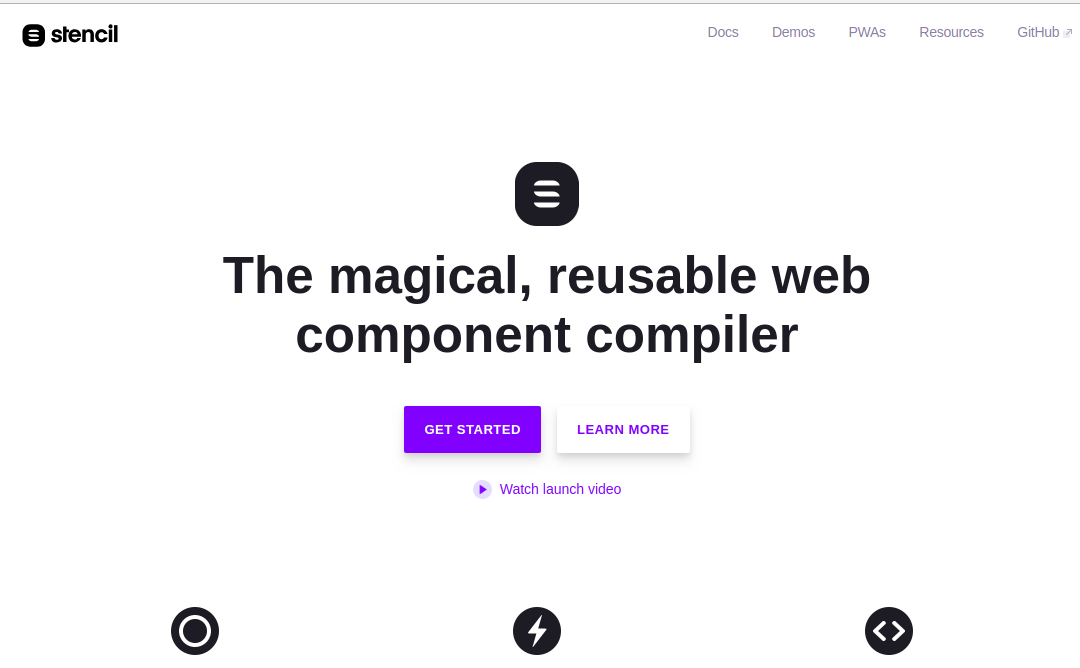 stencil
Docs Demos PWAs Resources GitHub
The magical, reusable web
component compiler
GET STARTED LEARN MORE
Watch launch video